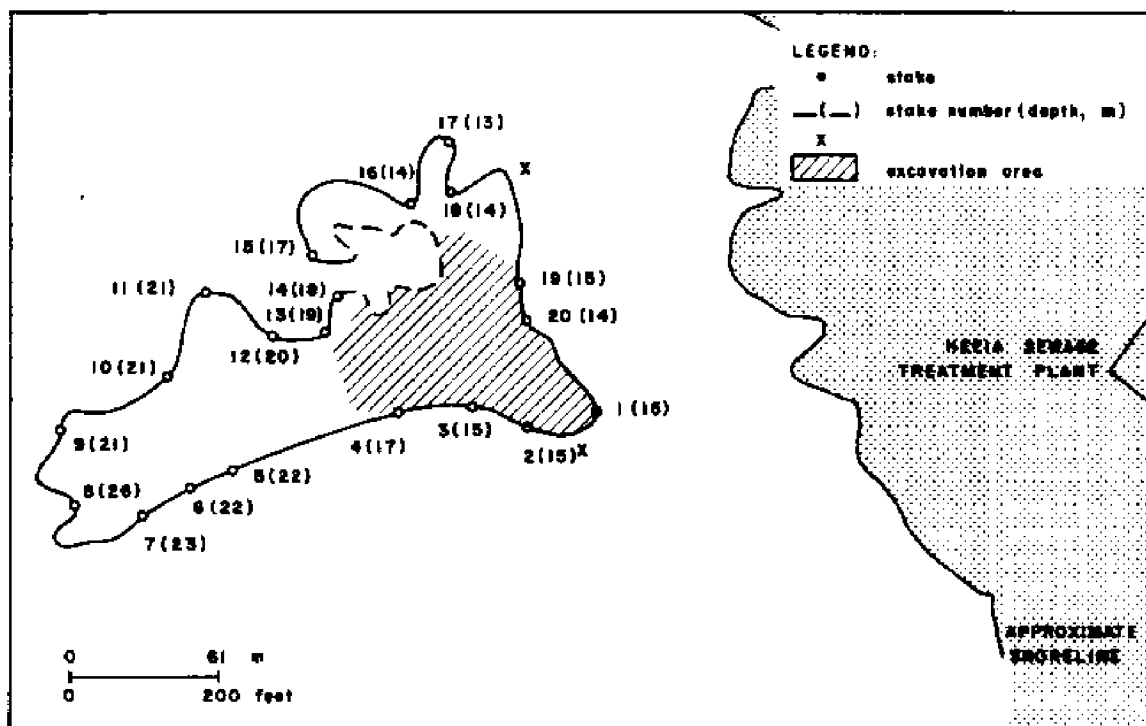 LEGEND:
stake
—(—) stake number (depth, m)
X
excavation area
17(13)
X
16(14)
18(14)
15(17)
11(21)
14(18)
19(15)
13(19)
20(14)
12(20)
HEEIA SEWAGE
TREATMENT PLANT
10(21)
1(16)
3(15)
9(21)
4(17)
2(15)
X
5(22)
8(26)
6(22)
7(23)
APPROXIMATE
SHORELINE
0 61 m
0 200 feet